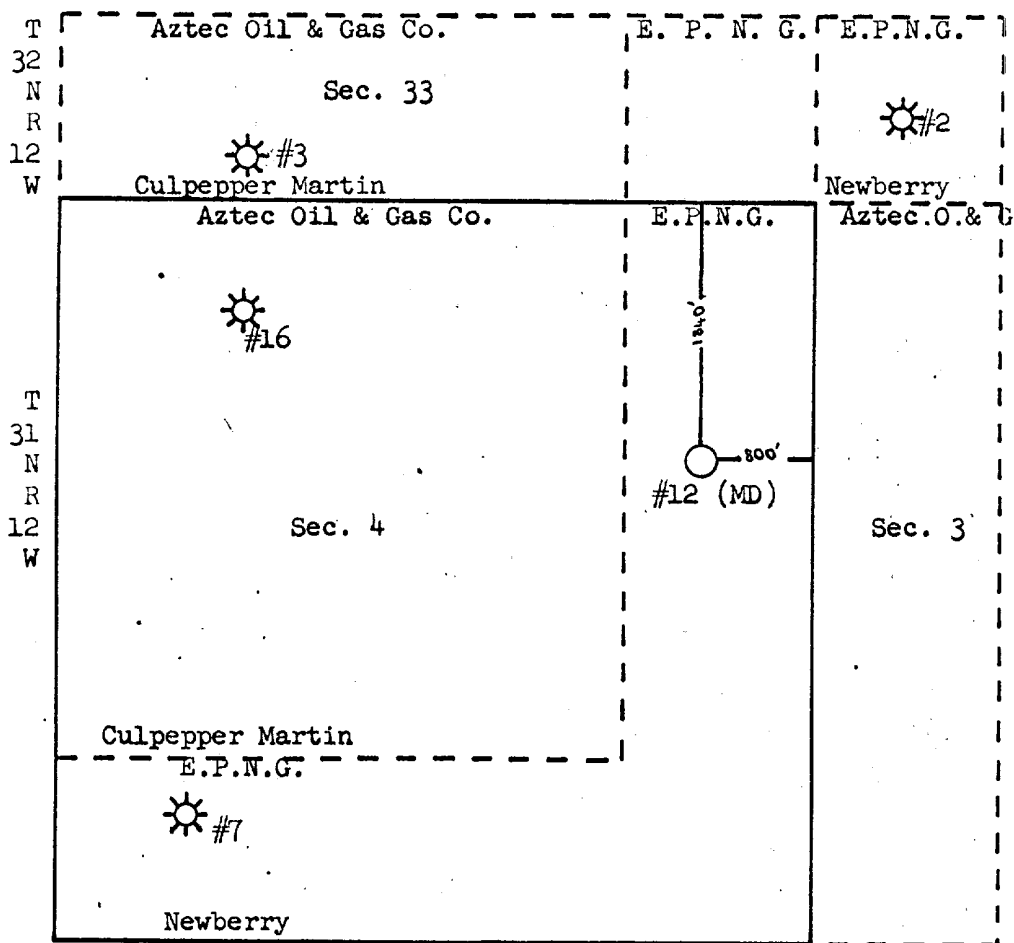 T
32
N
R
12
W
Aztec Oil & Gas Co.
E. P. N. G.
E.P.N.G.
Sec. 33
#2
#3
Culpepper Martin
Newberry
Aztec Oil & Gas Co.
E.P.N.G.
Aztec O.& G
#16
1840'
T
31
N
R
12
W
800'
#12 (MD)
Sec. 4
Sec. 3
Culpepper Martin
E.P.N.G.
#7
Newberry